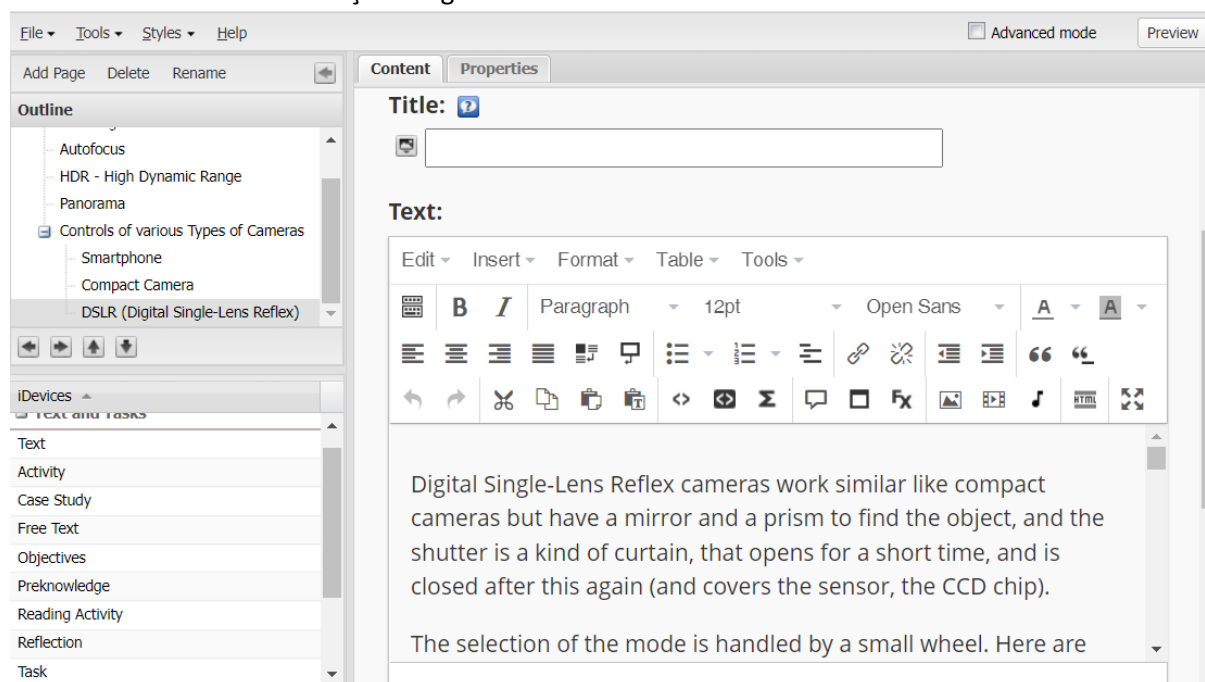 File Tools Styles Help
Advanced mode Preview
Add Page Delete Rename
Content Properties
Outline
Autofocus
HDR - High Dynamic Range
Panorama
Controls of various Types of Cameras
Smartphone
Compact Camera
DSLR (Digital Single-Lens Reflex)
iDevices
Text and Tasks
Text
Activity
Case Study
Free Text
Objectives
Preknowledge
Reading Activity
Reflection
Task
Title:
Text:
Edit Insert Format Table Tools
B I Paragraph 12pt Open Sans A A
HTML
Digital Single-Lens Reflex cameras work similar like compact
cameras but have a mirror and a prism to find the object, and the
shutter is a kind of curtain, that opens for a short time, and is
closed after this again (and covers the sensor, the CCD chip).
The selection of the mode is handled by a small wheel. Here are